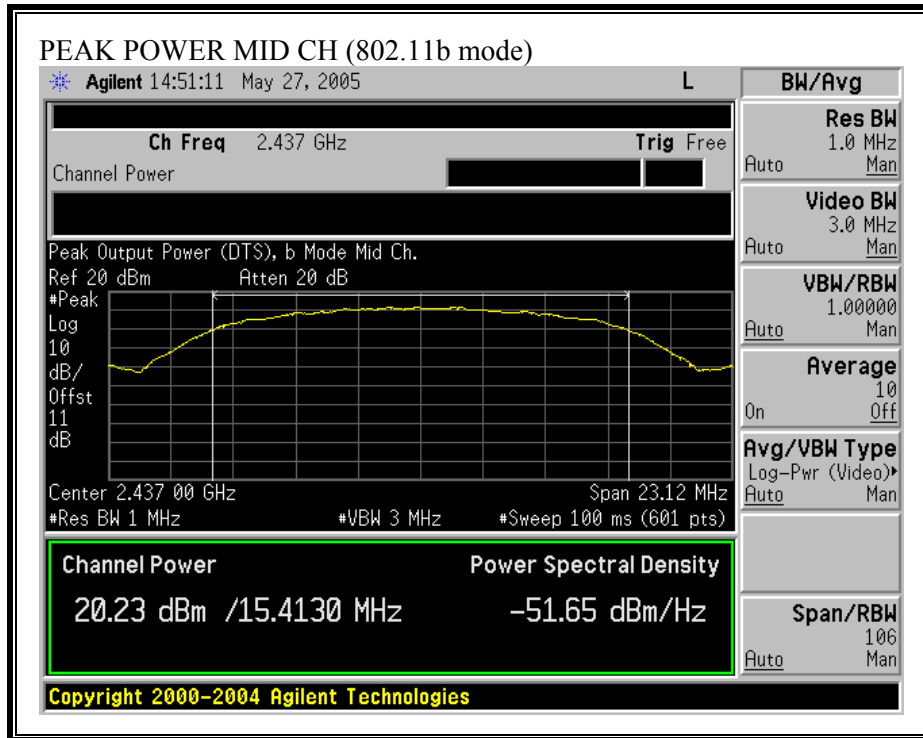 PEAK POWER MID CH (802.11b mode)
Agilent 14:51:11 May 27, 2005 L
Ch Freq 2.437 GHz Trig Free
Channel Power
Peak Output Power (DTS), b Mode Mid Ch.
Ref 20 dBm Atten 20 dB
#Peak
Log
10
dB/
Offst
11
dB
Center 2.437 00 GHz Span 23.12 MHz
#Res BW 1 MHz #VBW 3 MHz #Sweep 100 ms (601 pts)
Channel Power Power Spectral Density
20.23 dBm /15.4130 MHz -51.65 dBm/Hz
Copyright 2000-2004 Agilent Technologies
BW/Avg
Res BW
1.0 MHz
Auto Man
Video BW
3.0 MHz
Auto Man
VBW/RBW
1.00000
Auto Man
Average
10
On Off
Avg/VBW Type
Log-Pwr (Video)▸
Auto Man
Span/RBW
106
Auto Man